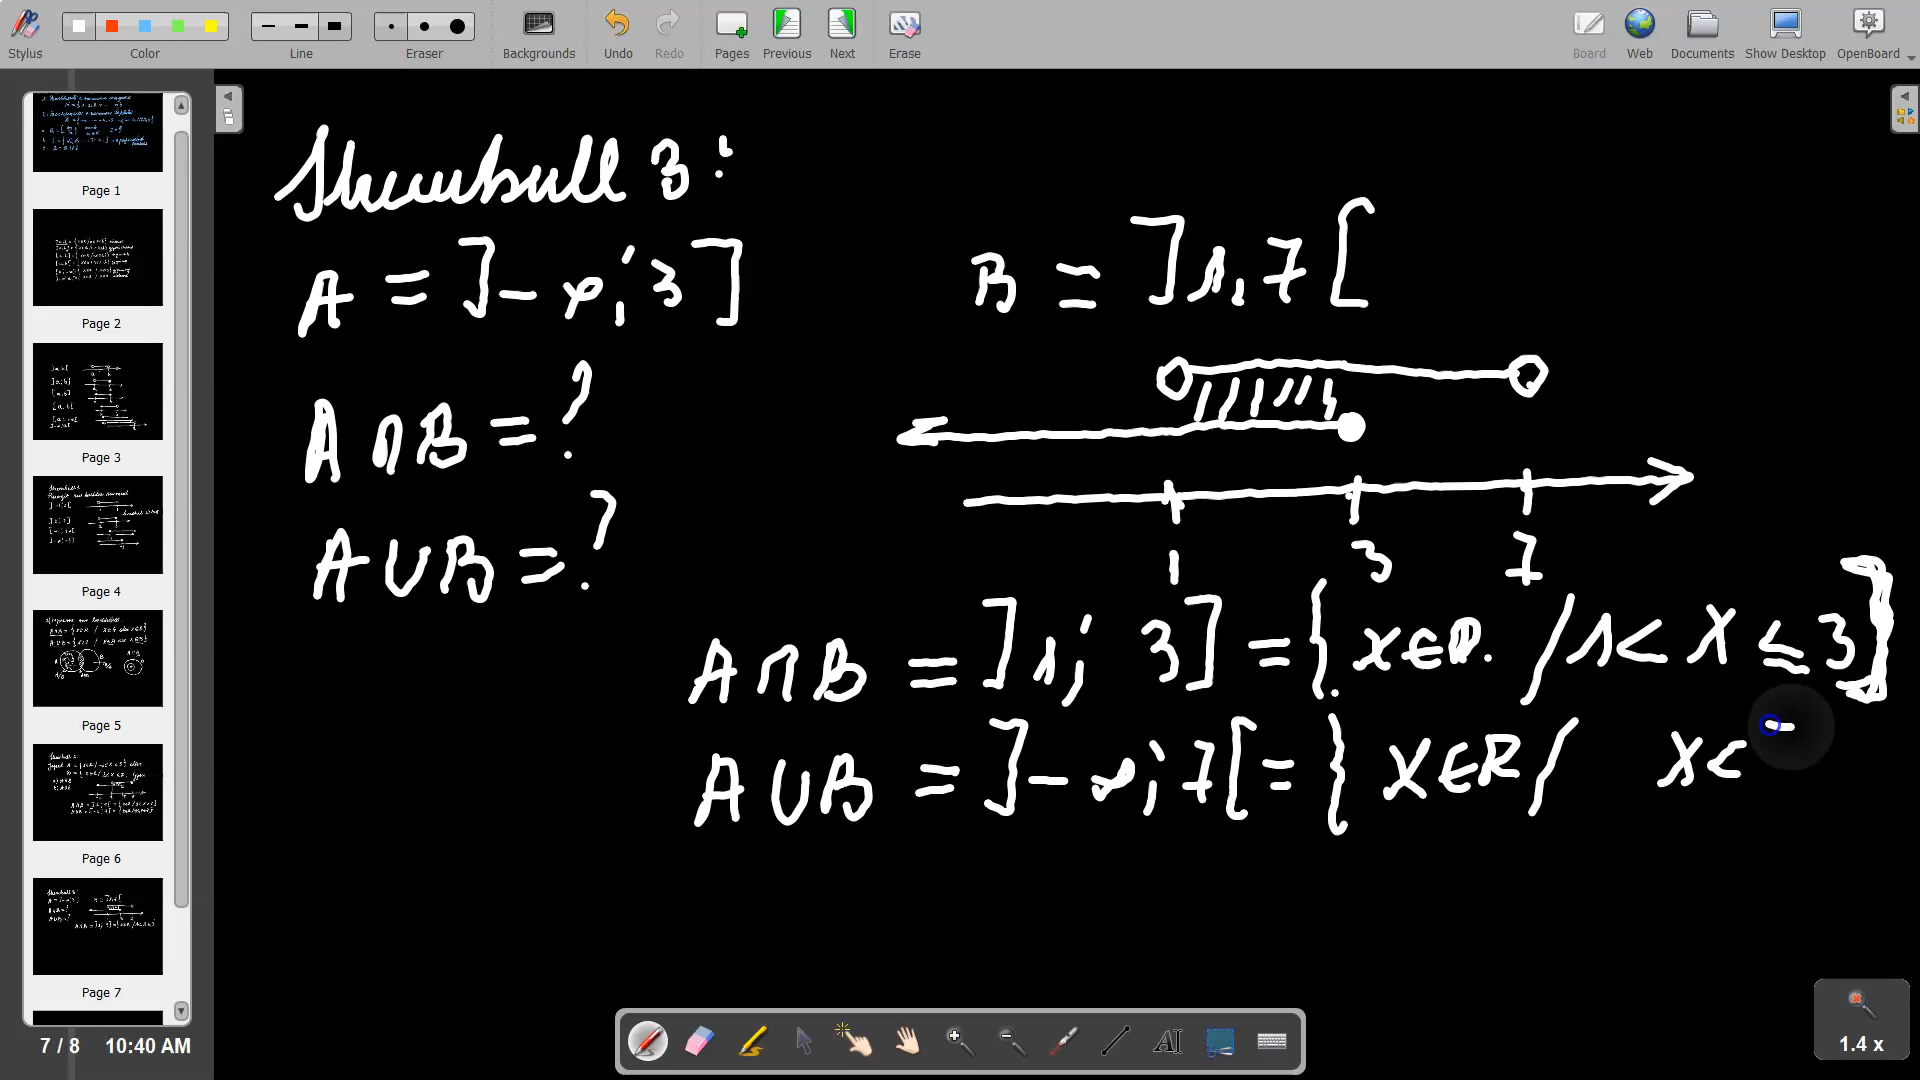 Stylus
Color
Line
Eraser
Backgrounds
Undo
Redo
Pages
Previous
Next
Erase
Board
Web
Documents
Show Desktop
OpenBoard
Page 1
Page 2
Page 3
Page 4
Page 5
Page 6
Page 7
7 / 8 10:40 AM
Shembull 3:
A = ]-∞; 3]
B = ]1, 7[
A∩B = ?
A∪B = ?
1 3 7
A∩B = ]1; 3] = {x∈R. / 1 < x ≤ 3}
A∪B = ]-∞; 7[ = { x∈R / x <
1.4 x